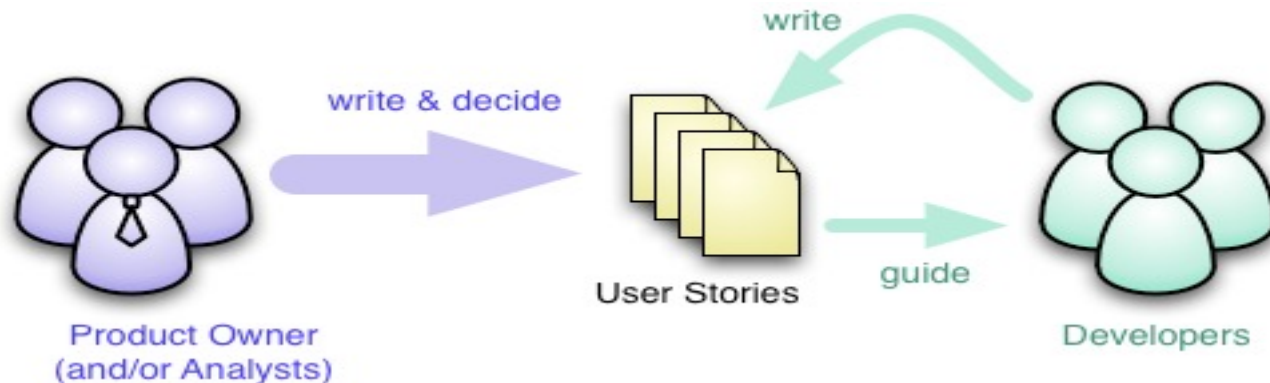 write
write & decide
User Stories
guide
Product Owner
(and/or Analysts)
Developers